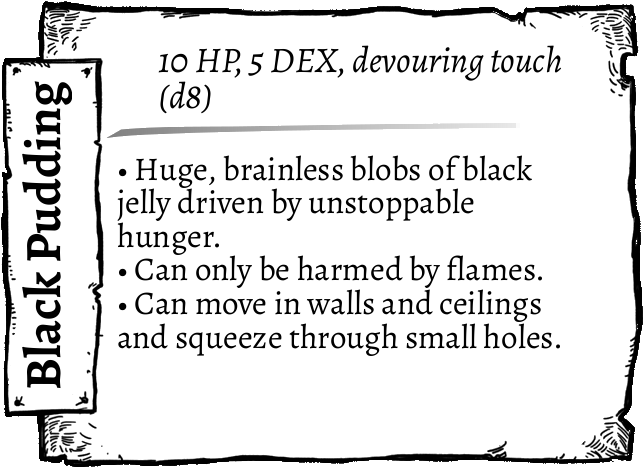 Black Pudding
10 HP, 5 DEX, devouring touch
(d8)
• Huge, brainless blobs of black
jelly driven by unstoppable
hunger.
• Can only be harmed by flames.
• Can move in walls and ceilings
and squeeze through small holes.